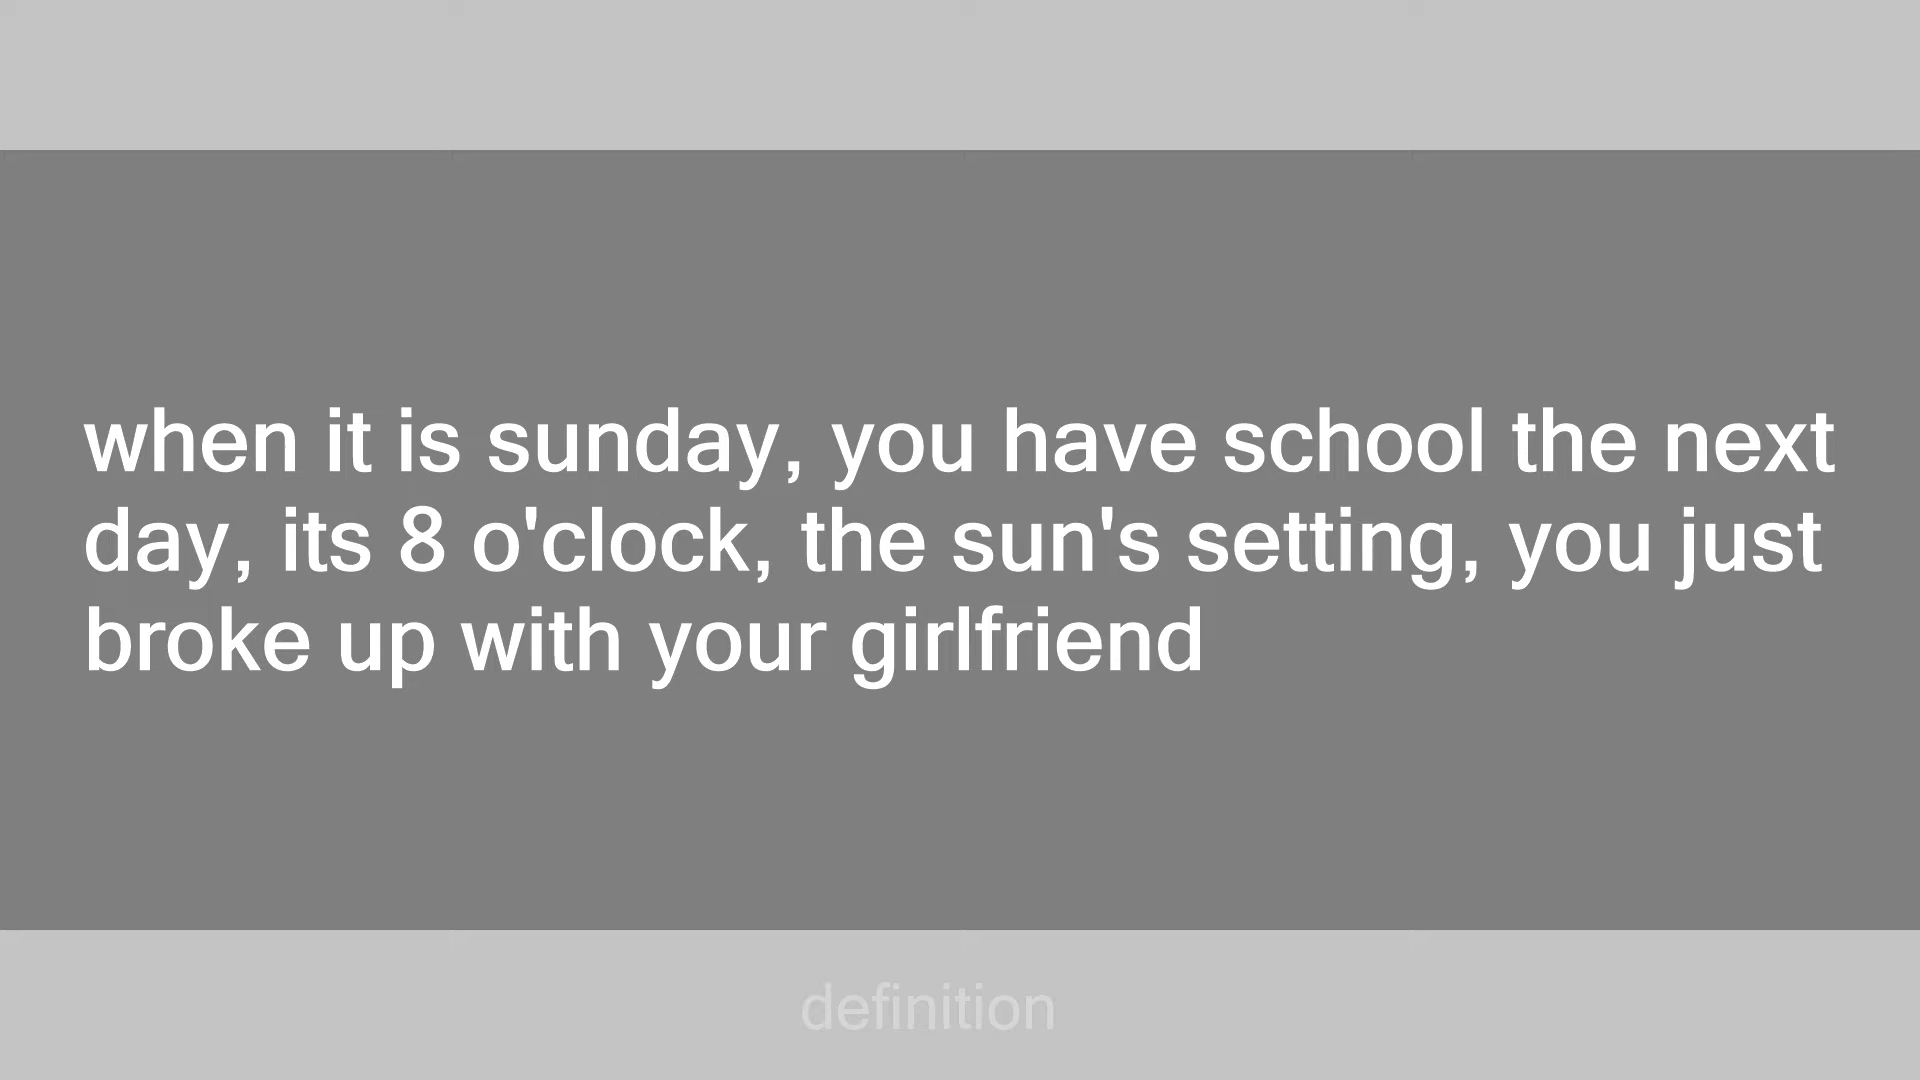 when it is sunday, you have school the next
day, its 8 o'clock, the sun's setting, you just
broke up with your girlfriend
definition